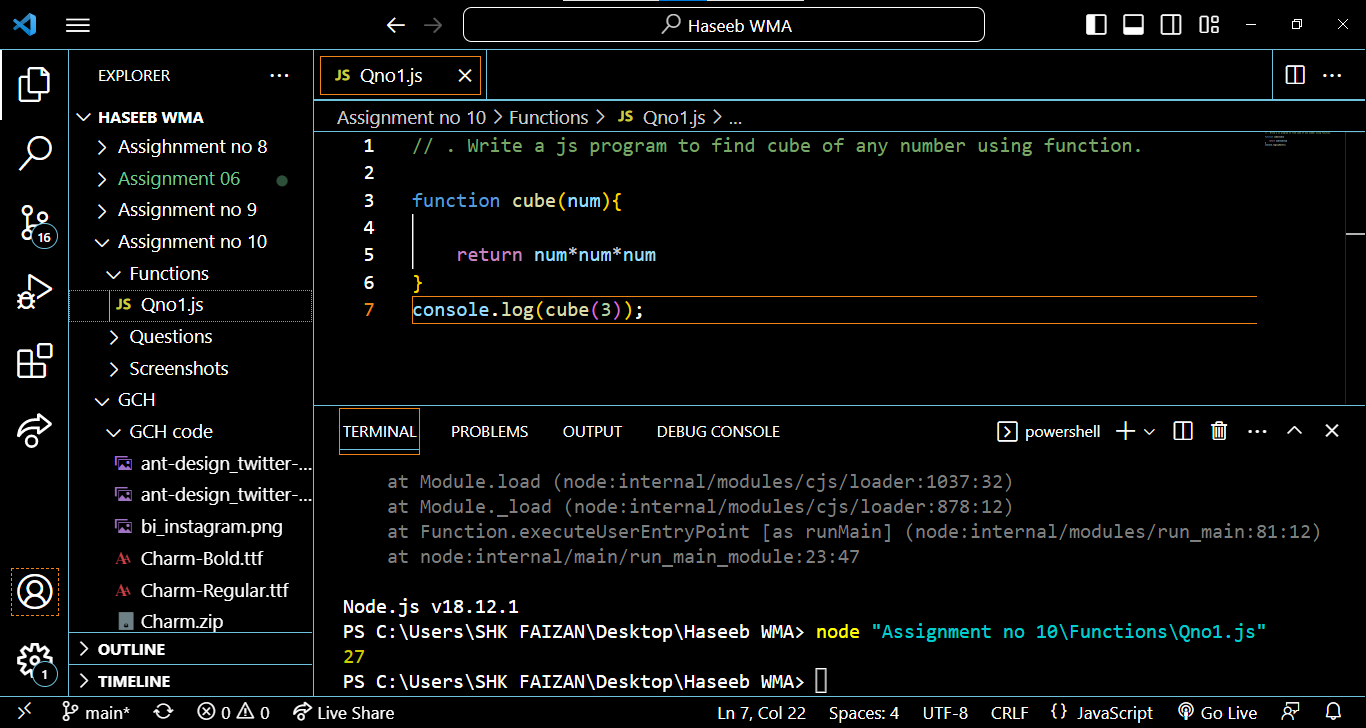 Haseeb WMA
EXPLORER
HASEEB WMA
Assighnment no 8
Assignment 06
Assignment no 9
Assignment no 10
Functions
JS Qno1.js
Questions
Screenshots
GCH
GCH code
ant-design_twitter-...
ant-design_twitter-...
bi_instagram.png
Charm-Bold.ttf
Charm-Regular.ttf
Charm.zip
OUTLINE
TIMELINE
16
1
JS Qno1.js
Assignment no 10 > Functions > JS Qno1.js > ...
1 // . Write a js program to find cube of any number using function.
2
3 function cube(num){
4
5 return num*num*num
6 }
7 console.log(cube(3));
TERMINAL PROBLEMS OUTPUT DEBUG CONSOLE powershell
at Module.load (node:internal/modules/cjs/loader:1037:32)
at Module._load (node:internal/modules/cjs/loader:878:12)
at Function.executeUserEntryPoint [as runMain] (node:internal/modules/run_main:81:12)
at node:internal/main/run_main_module:23:47
Node.js v18.12.1
PS C:\Users\SHK FAIZAN\Desktop\Haseeb WMA> node "Assignment no 10\Functions\Qno1.js"
27
PS C:\Users\SHK FAIZAN\Desktop\Haseeb WMA>
main* 0 0 Live Share Ln 7, Col 22 Spaces: 4 UTF-8 CRLF {} JavaScript Go Live